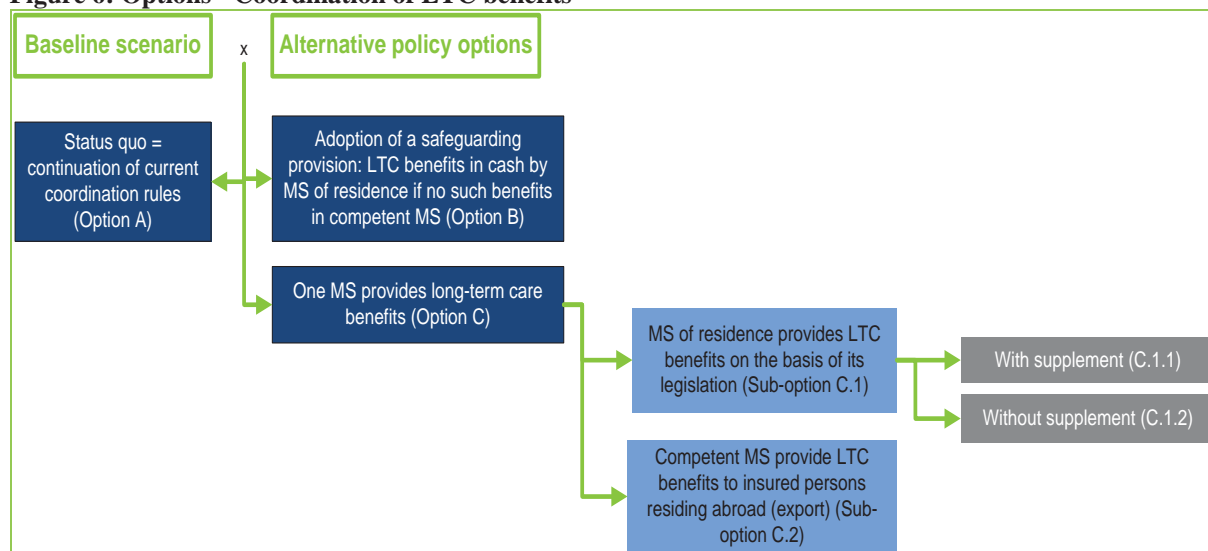 Figure 6: Options - Coordination of LTC benefits
Baseline scenario
x
Alternative policy options
Status quo =
continuation of current
coordination rules
(Option A)
Adoption of a safeguarding
provision: LTC benefits in cash by
MS of residence if no such benefits
in competent MS (Option B)
One MS provides long-term care
benefits (Option C)
MS of residence provides LTC
benefits on the basis of its
legislation (Sub-option C.1)
With supplement (C.1.1)
Without supplement (C.1.2)
Competent MS provide LTC
benefits to insured persons
residing abroad (export) (Sub-
option C.2)